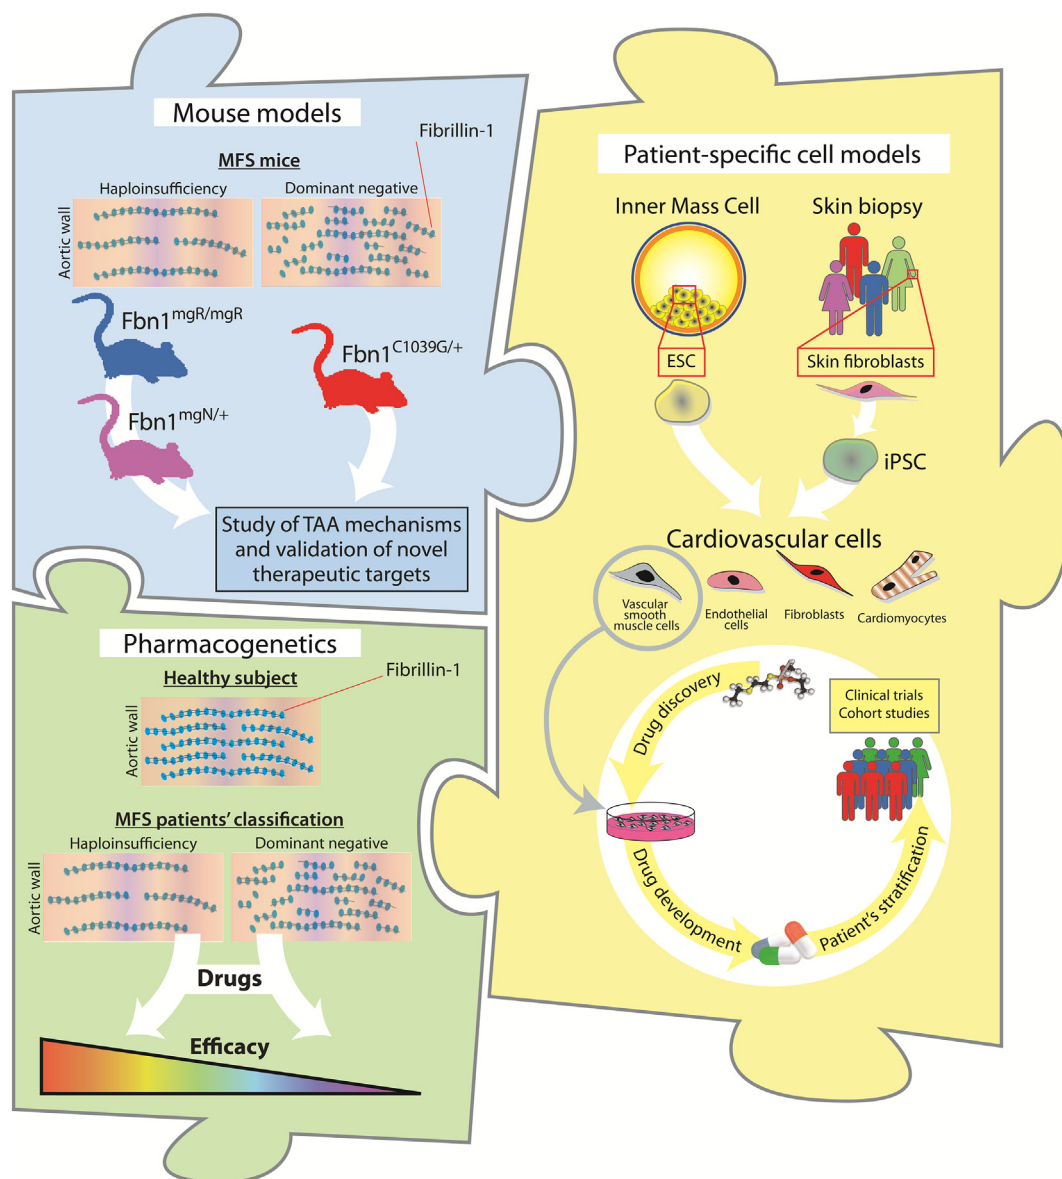 Mouse models
Fibrillin-1
MFS mice
Haploinsufficiency
Dominant negative
Aortic wall
Fbn1mgR/mgR
Fbn1C1039G/+
Fbn1mgN/+
Study of TAA mechanisms
and validation of novel
therapeutic targets
Pharmacogenetics
Healthy subject
Fibrillin-1
Aortic wall
MFS patients' classification
Haploinsufficiency
Dominant negative
Aortic wall
Drugs
Efficacy
Patient-specific cell models
Inner Mass Cell
Skin biopsy
ESC
Skin fibroblasts
iPSC
Cardiovascular cells
Vascular
smooth
muscle cells
Endothelial
cells
Fibroblasts
Cardiomyocytes
Drug discovery
Clinical trials
Cohort studies
Drug development
Patient's stratification